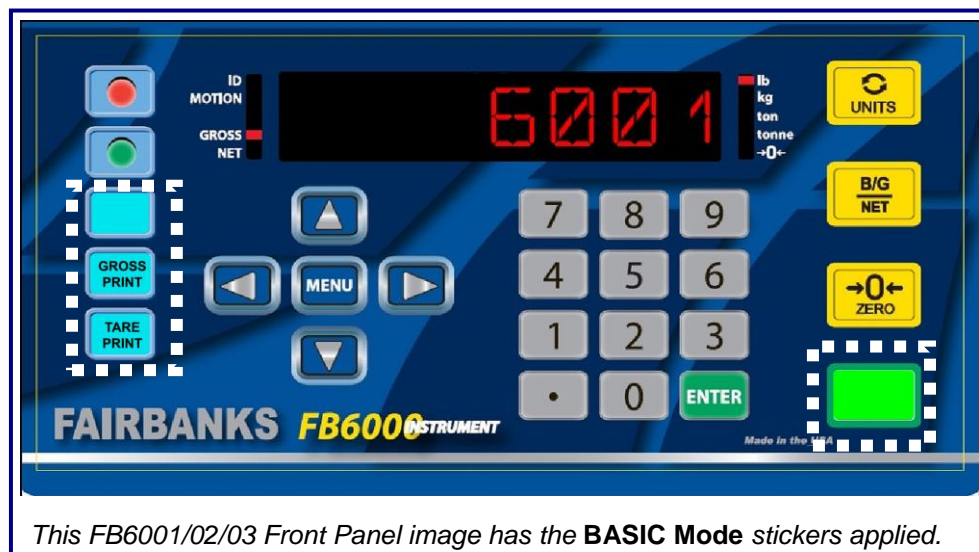 ID
MOTION
GROSS
NET
6001
lb
kg
ton
tonne
→0←
UNITS
B/G
NET
→0←
ZERO
GROSS
PRINT
TARE
PRINT
MENU
7 8 9
4 5 6
1 2 3
• 0 ENTER
FAIRBANKS FB6000 INSTRUMENT
Made in the USA
This FB6001/02/03 Front Panel image has the BASIC Mode stickers applied.